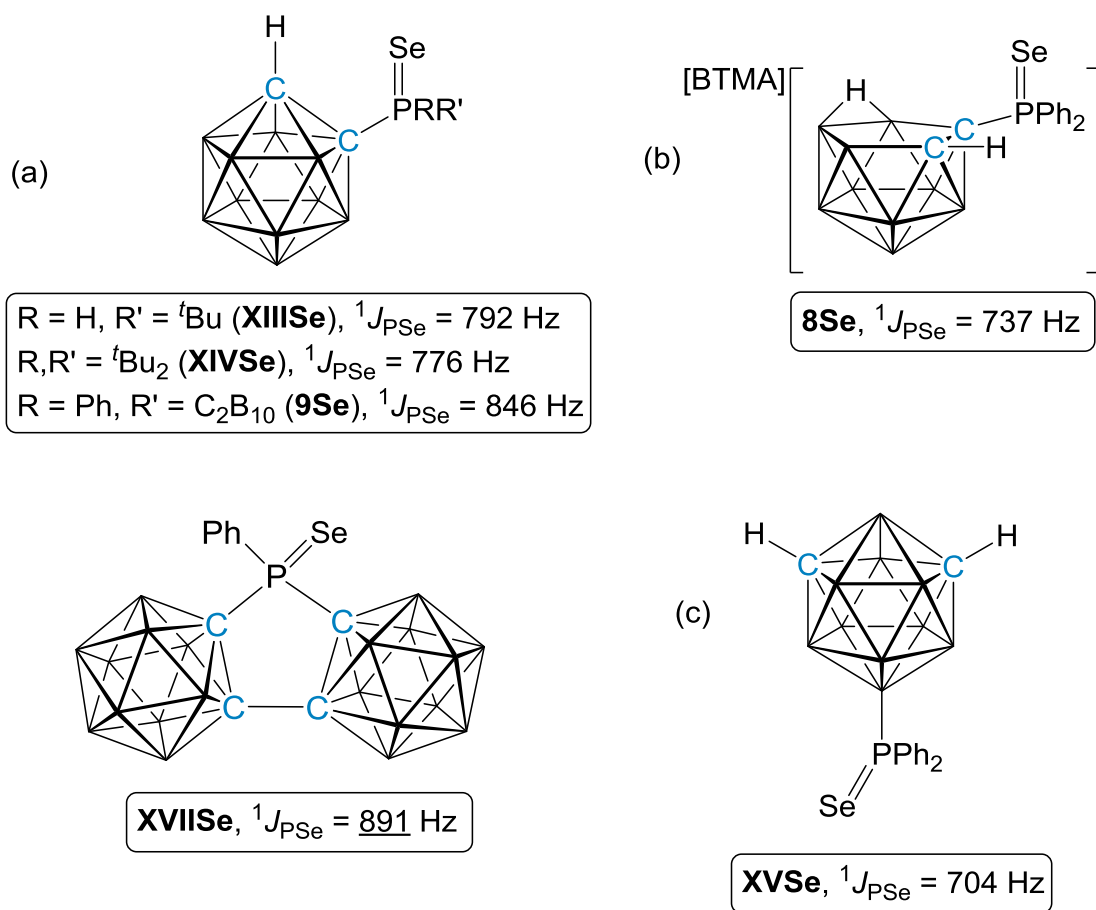 (a)
H
Se
C
PRR'
C
R = H, R' = ᵗBu (XIIISe), ¹J_PSe = 792 Hz
R,R' = ᵗBu₂ (XIVSe), ¹J_PSe = 776 Hz
R = Ph, R' = C₂B₁₀ (9Se), ¹J_PSe = 846 Hz
(b)
[BTMA]
Se
H
PPh₂
C
C
H
8Se, ¹J_PSe = 737 Hz
Ph
Se
P
C
C
C
C
XVIISe, ¹J_PSe = 891 Hz
(c)
H
H
C
C
PPh₂
Se
XVSe, ¹J_PSe = 704 Hz